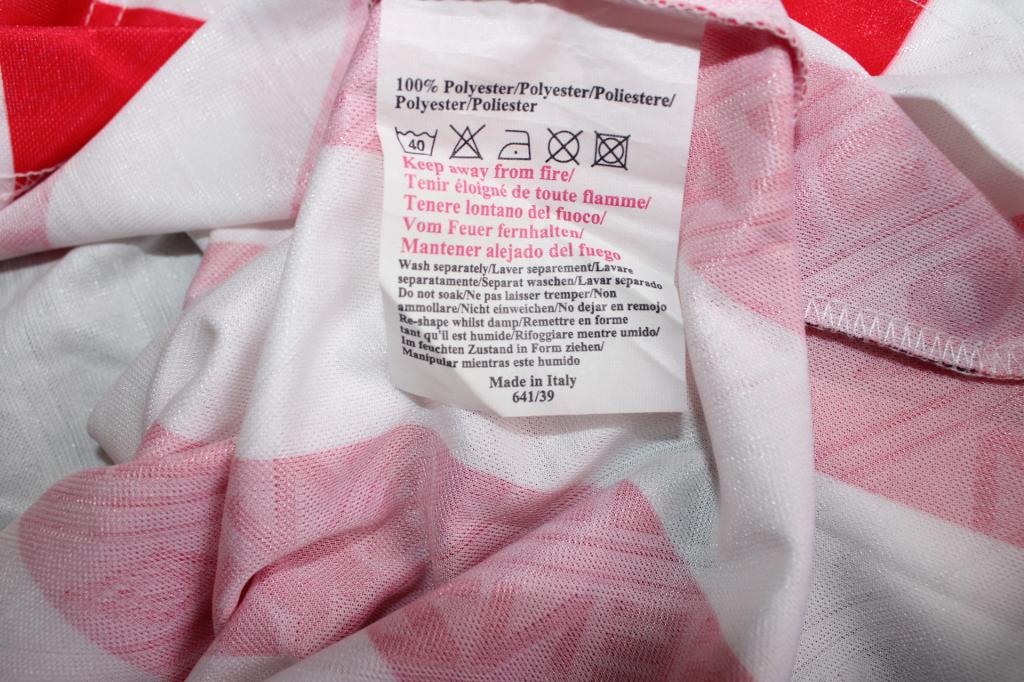 100% Polyester/Polyester/Poliestere/
Polyester/Poliester
40
Keep away from fire/
Tenir éloigné de toute flamme/
Tenere lontano del fuoco/
Vom Feuer fernhalten/
Mantener alejado del fuego
Wash separately/Laver separement/Lavare
separatamente/Separat waschen/Lavar separado
Do not soak/Ne pas laisser tremper/Non
ammollare/Nicht einweichen/No dejar en remojo
Re-shape whilst damp/Remettre en forme
tant qu'il est humide/Rifoggiare mentre umido/
Im feuchten Zustand in Form ziehen/
Manipular mientras este humido
Made in Italy
641/39